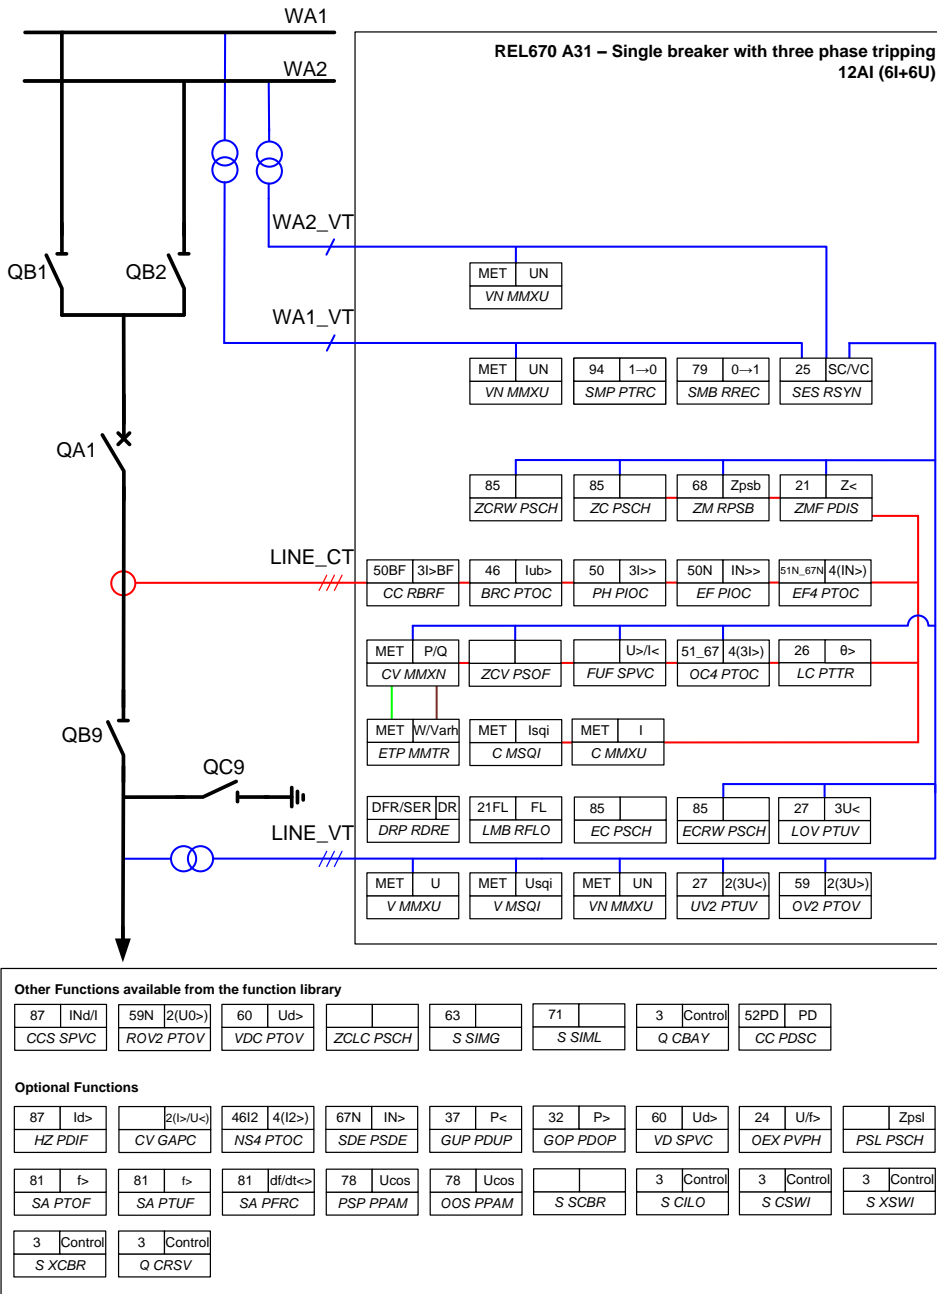 WA1
WA2
REL670 A31 – Single breaker with three phase tripping
12AI (6I+6U)
WA2_VT
QB1
QB2
MET UN
VN MMXU
WA1_VT
MET UN
VN MMXU
94 1→0
SMP PTRC
79 0→1
SMB RREC
25 SC/VC
SES RSYN
QA1
85
ZCRW PSCH
85
ZC PSCH
68 Zpsb
ZM RPSB
21 Z<
ZMF PDIS
LINE_CT
50BF 3I>BF
CC RBRF
46 Iub>
BRC PTOC
50 3I>>
PH PIOC
50N IN>>
EF PIOC
51N_67N 4(IN>)
EF4 PTOC
MET P/Q
CV MMXN
ZCV PSOF
U>/I<
FUF SPVC
51_67 4(3I>)
OC4 PTOC
26 θ>
LC PTTR
QB9
MET W/Varh
ETP MMTR
MET Isqi
C MSQI
MET I
C MMXU
QC9
DFR/SER DR
DRP RDRE
21FL FL
LMB RFLO
85
EC PSCH
85
ECRW PSCH
27 3U<
LOV PTUV
LINE_VT
MET U
V MMXU
MET Usqi
V MSQI
MET UN
VN MMXU
27 2(3U<)
UV2 PTUV
59 2(3U>)
OV2 PTOV
Other Functions available from the function library
87 INd/I
CCS SPVC
59N 2(U0>)
ROV2 PTOV
60 Ud>
VDC PTOV
ZCLC PSCH
63
S SIMG
71
S SIML
3 Control
Q CBAY
52PD PD
CC PDSC
Optional Functions
87 Id>
HZ PDIF
2(I>/U<)
CV GAPC
46I2 4(I2>)
NS4 PTOC
67N IN>
SDE PSDE
37 P<
GUP PDUP
32 P>
GOP PDOP
60 Ud>
VD SPVC
24 U/f>
OEX PVPH
Zpsl
PSL PSCH
81 f>
SA PTOF
81 f>
SA PTUF
81 df/dt<>
SA PFRC
78 Ucos
PSP PPAM
78 Ucos
OOS PPAM
S SCBR
3 Control
S CILO
3 Control
S CSWI
3 Control
S XSWI
3 Control
S XCBR
3 Control
Q CRSV